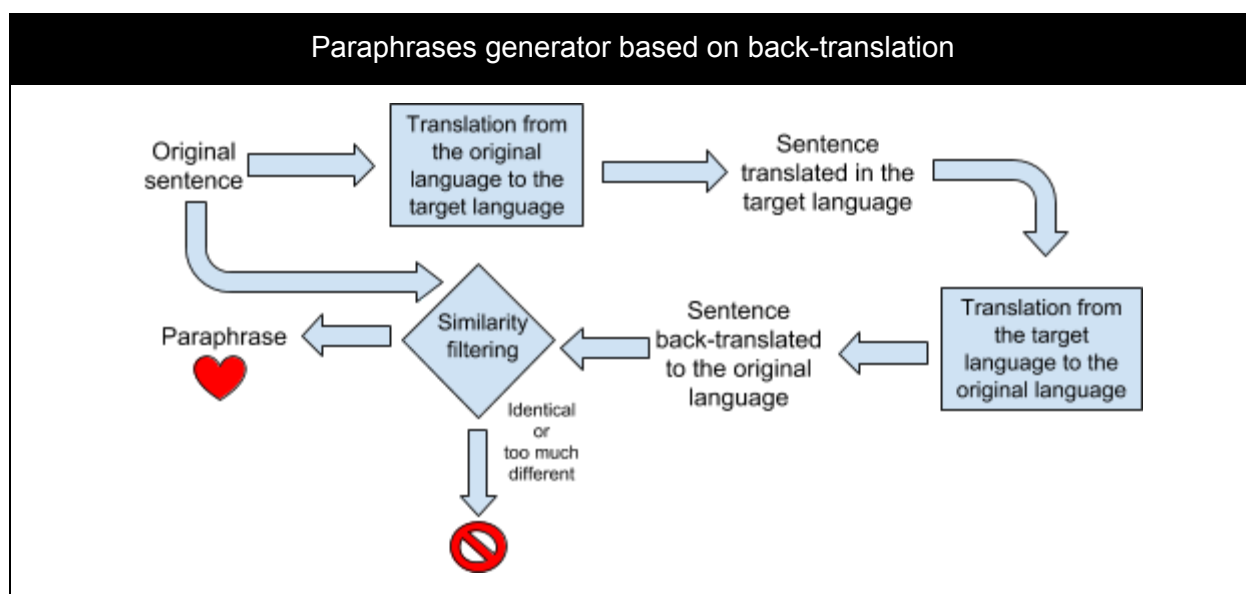 Paraphrases generator based on back-translation
Original
sentence
Translation from
the original
language to the
target language
Sentence
translated in the
target language
Translation from
the target
language to the
original language
Sentence
back-translated
to the original
language
Similarity
filtering
Paraphrase
Identical
or
too much
different